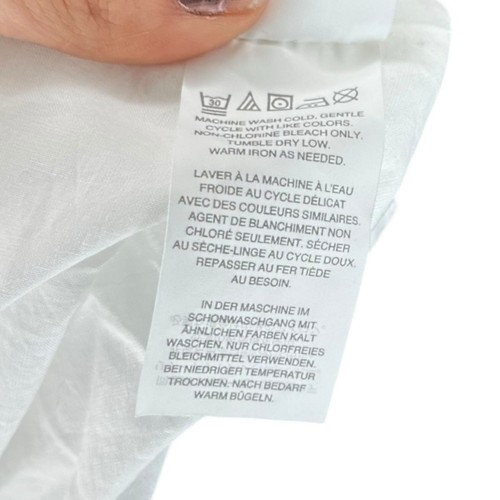 30
MACHINE WASH COLD, GENTLE
CYCLE WITH LIKE COLORS.
NON-CHLORINE BLEACH ONLY.
TUMBLE DRY LOW.
WARM IRON AS NEEDED.
LAVER À LA MACHINE À L'EAU
FROIDE AU CYCLE DÉLICAT
AVEC DES COULEURS SIMILAIRES.
AGENT DE BLANCHIMENT NON
CHLORÉ SEULEMENT. SÉCHER
AU SÈCHE-LINGE AU CYCLE DOUX.
REPASSER AU FER TIÈDE
AU BESOIN.
IN DER MASCHINE IM
SCHONWASCHGANG MIT
ÄHNLICHEN FARBEN KALT
WASCHEN. NUR CHLORFREIES
BLEICHMITTEL VERWENDEN.
BEI NIEDRIGER TEMPERATUR
TROCKNEN. NACH BEDARF
WARM BÜGELN.